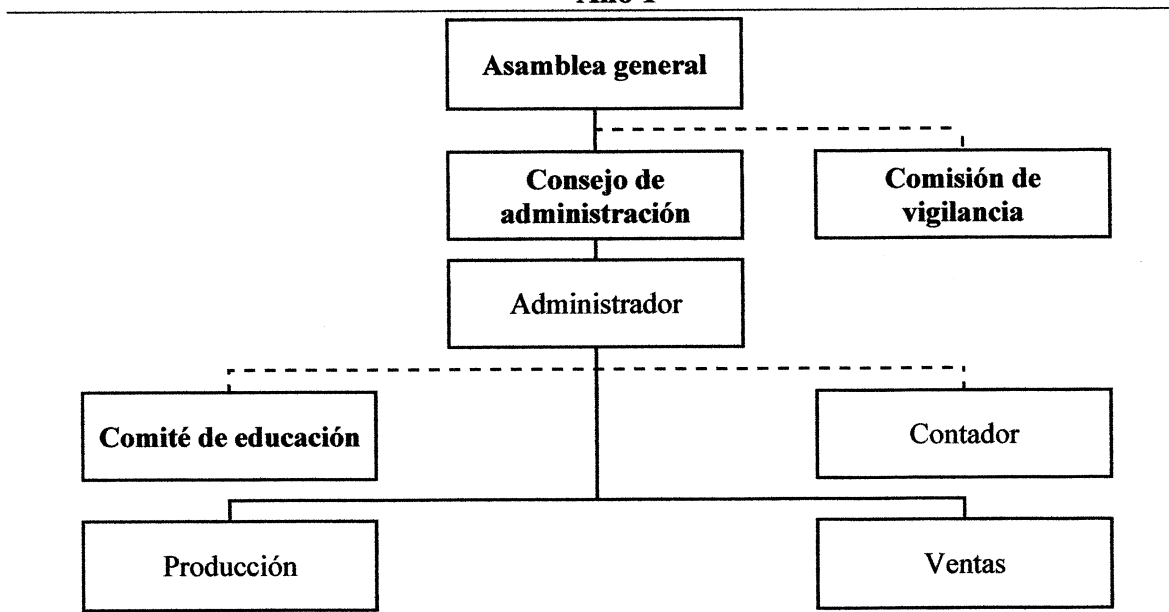 Asamblea general
Consejo de
administración
Comisión de
vigilancia
Administrador
Comité de educación
Contador
Producción
Ventas